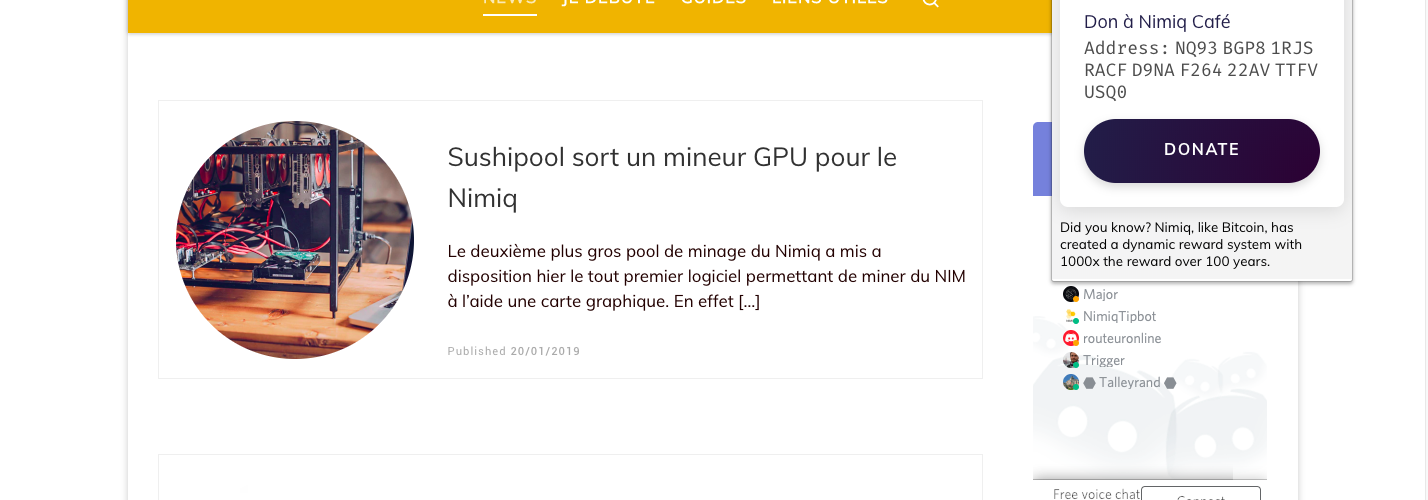 NEWS JE DÉBUTE GUIDES LIENS UTILES
Sushipool sort un mineur GPU pour le
Nimiq
Le deuxième plus gros pool de minage du Nimiq a mis a
disposition hier le tout premier logiciel permettant de miner du NIM
à l’aide une carte graphique. En effet [...]
Published 20/01/2019
Don à Nimiq Café
Address: NQ93 BGP8 1RJS
RACF D9NA F264 22AV TTFV
USQ0
DONATE
Did you know? Nimiq, like Bitcoin, has
created a dynamic reward system with
1000x the reward over 100 years.
Major
NimiqTipbot
routeuronline
Trigger
⬣ Talleyrand ⬣
Free voice chat
Connect